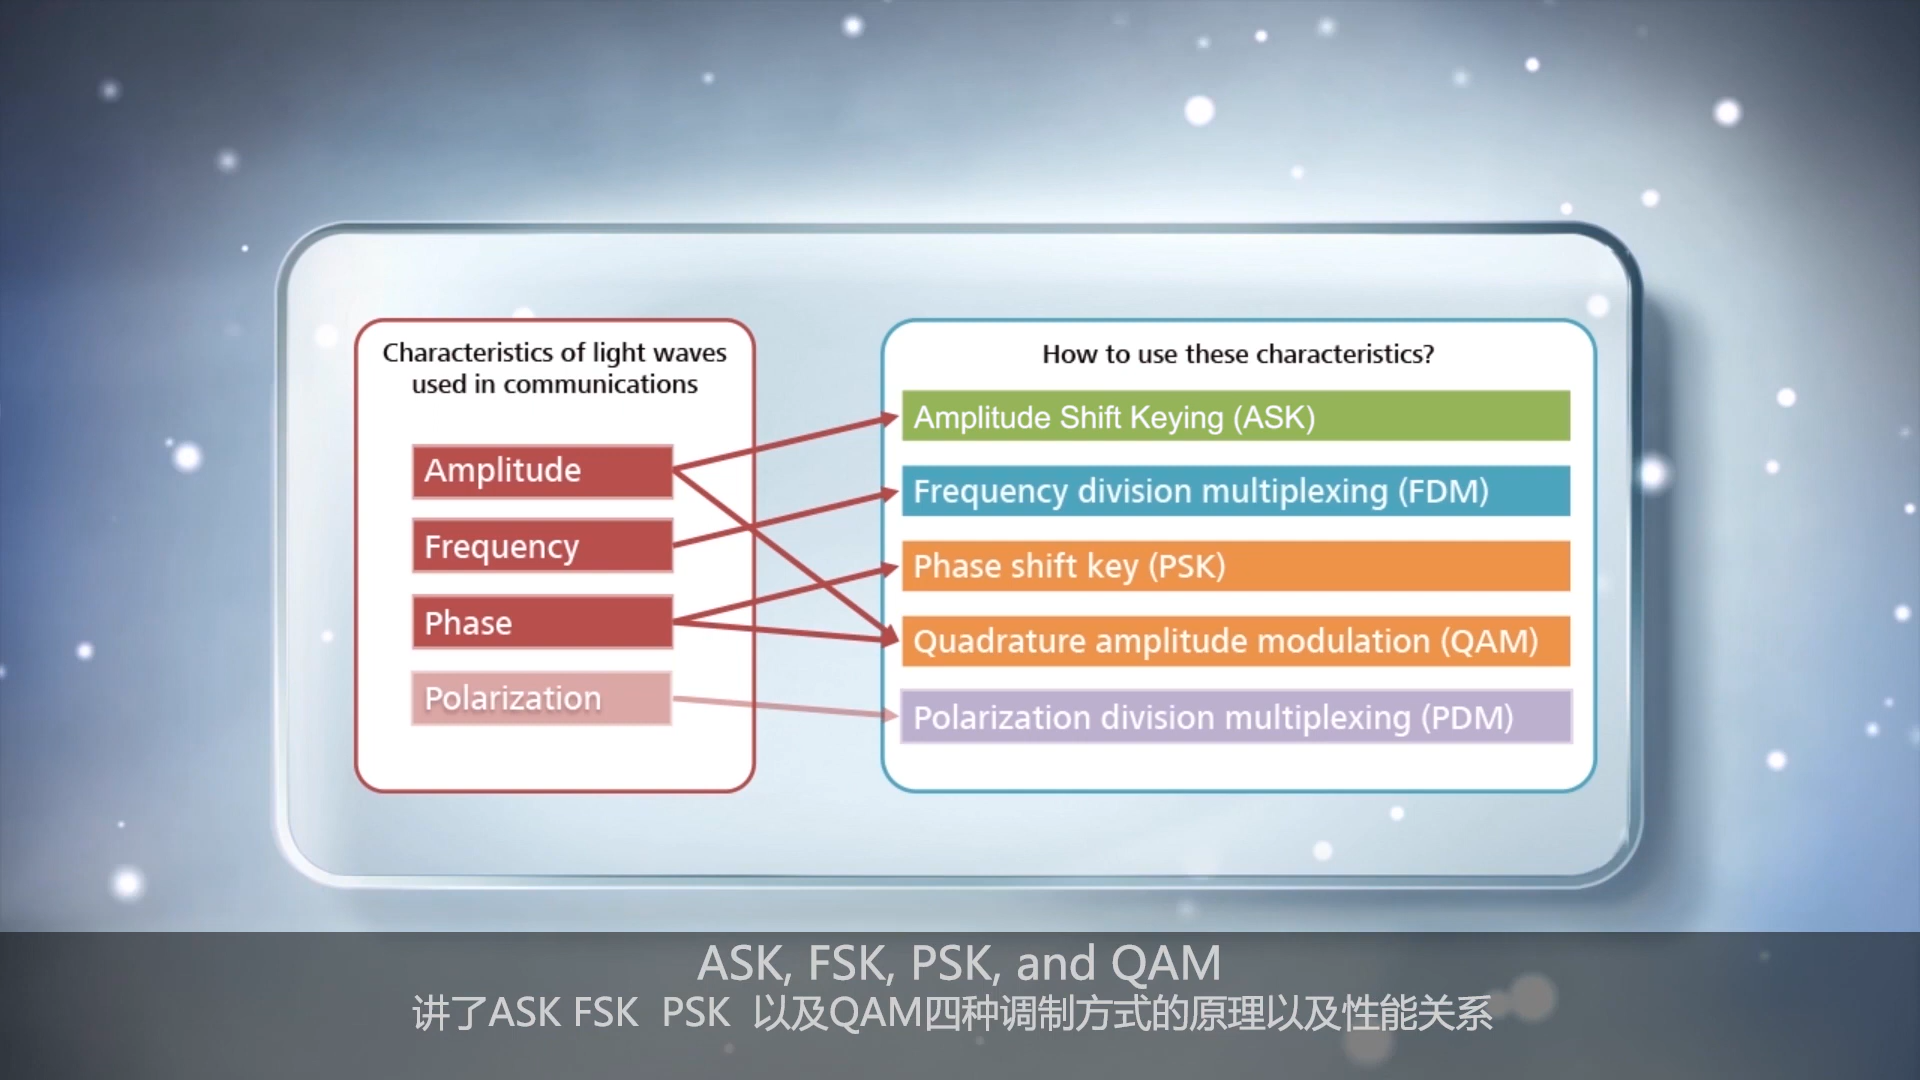 Characteristics of light waves
used in communications
Amplitude
Frequency
Phase
Polarization
How to use these characteristics?
Amplitude Shift Keying (ASK)
Frequency division multiplexing (FDM)
Phase shift key (PSK)
Quadrature amplitude modulation (QAM)
Polarization division multiplexing (PDM)
ASK, FSK, PSK, and QAM
讲了ASK FSK PSK 以及QAM四种调制方式的原理以及性能关系